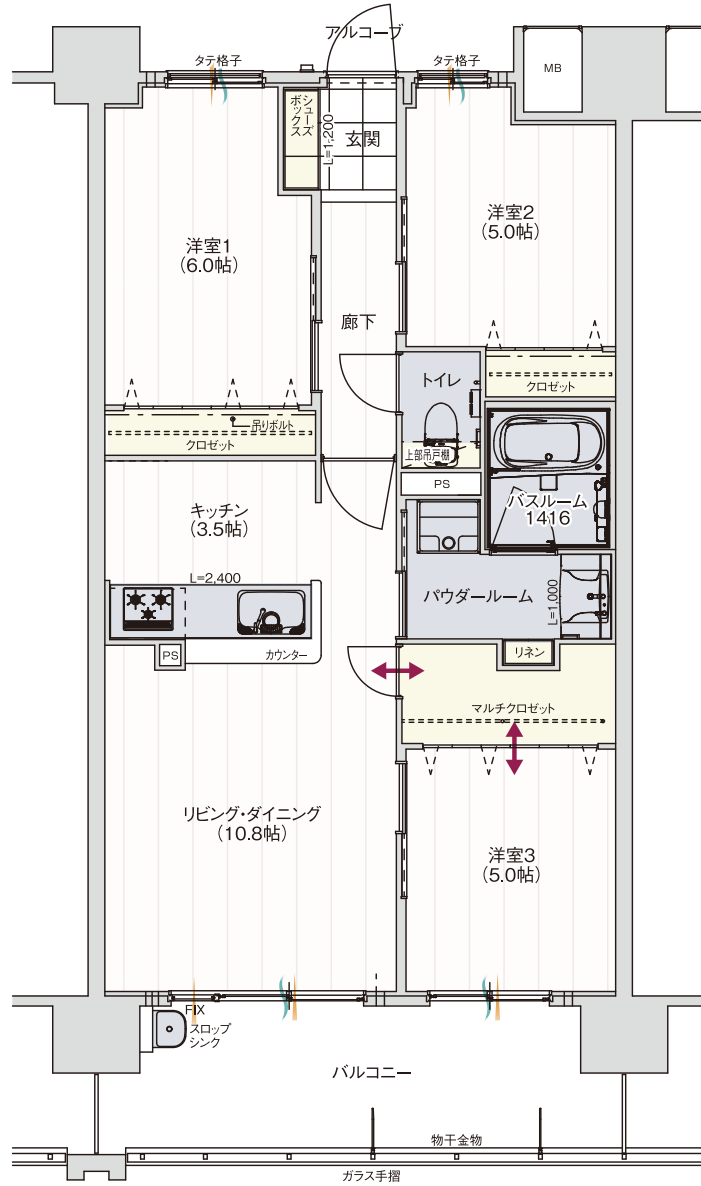 アルコーブ
タテ格子
タテ格子
MB
シューズ
ボックス
L=1,200
玄関
洋室1
(6.0帖)
洋室2
(5.0帖)
廊下
トイレ
クロゼット
吊りボルト
クロゼット
上部吊戸棚
PS
キッチン
(3.5帖)
バスルーム
1416
L=2,400
パウダールーム
L=1,000
PS
カウンター
リネン
マルチクロゼット
リビング・ダイニング
(10.8帖)
洋室3
(5.0帖)
FIX
スロップ
シンク
バルコニー
物干金物
ガラス手摺